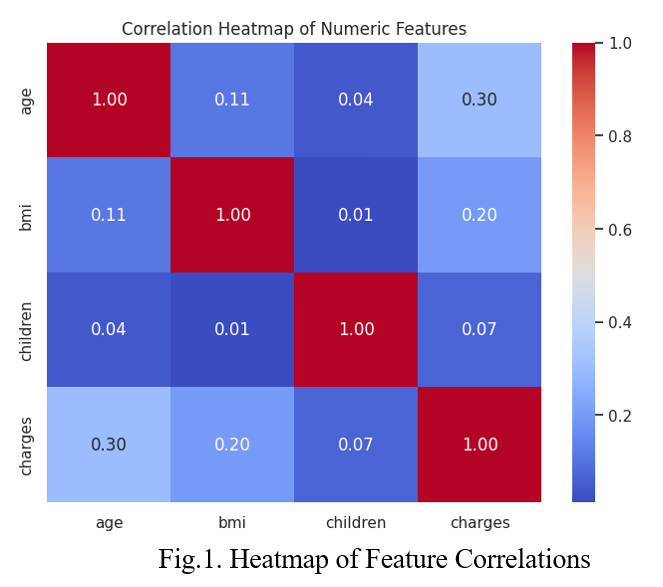 Correlation Heatmap of Numeric Features
age 1.00 0.11 0.04 0.30
bmi 0.11 1.00 0.01 0.20
children 0.04 0.01 1.00 0.07
charges 0.30 0.20 0.07 1.00
age bmi children charges
1.0
0.8
0.6
0.4
0.2
Fig.1. Heatmap of Feature Correlations